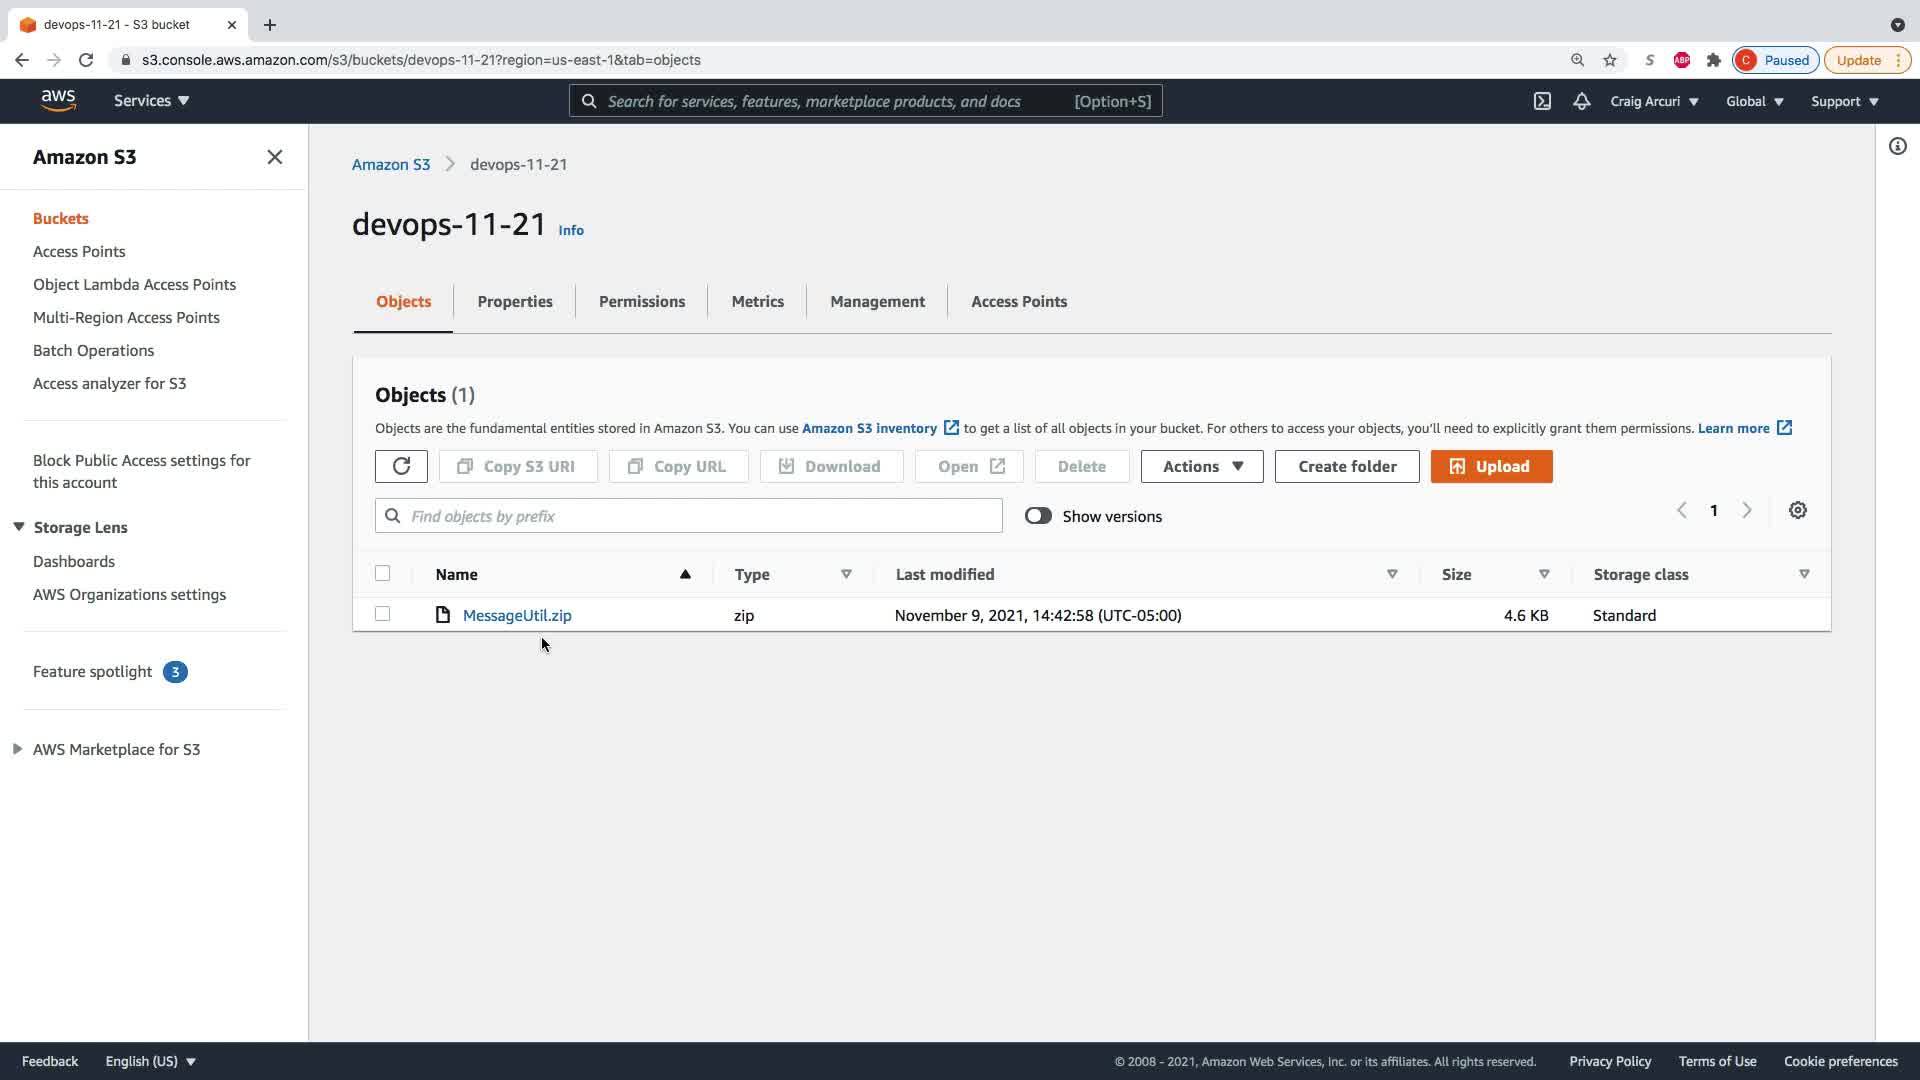 devops-11-21 - S3 bucket
s3.console.aws.amazon.com/s3/buckets/devops-11-21?region=us-east-1&tab=objects
S
ABP
C
Paused
Update
aws
Services
Search for services, features, marketplace products, and docs
[Option+S]
Craig Arcuri
Global
Support
Amazon S3
Buckets
Access Points
Object Lambda Access Points
Multi-Region Access Points
Batch Operations
Access analyzer for S3
Block Public Access settings for
this account
Storage Lens
Dashboards
AWS Organizations settings
Feature spotlight 3
AWS Marketplace for S3
Amazon S3 devops-11-21
devops-11-21 Info
Objects Properties Permissions Metrics Management Access Points
Objects (1)
Objects are the fundamental entities stored in Amazon S3. You can use Amazon S3 inventory to get a list of all objects in your bucket. For others to access your objects, you'll need to explicitly grant them permissions. Learn more
Copy S3 URI Copy URL Download Open Delete Actions Create folder Upload
Find objects by prefix Show versions 1
Name Type Last modified Size Storage class
MessageUtil.zip zip November 9, 2021, 14:42:58 (UTC-05:00) 4.6 KB Standard
Feedback English (US) © 2008 - 2021, Amazon Web Services, Inc. or its affiliates. All rights reserved. Privacy Policy Terms of Use Cookie preferences